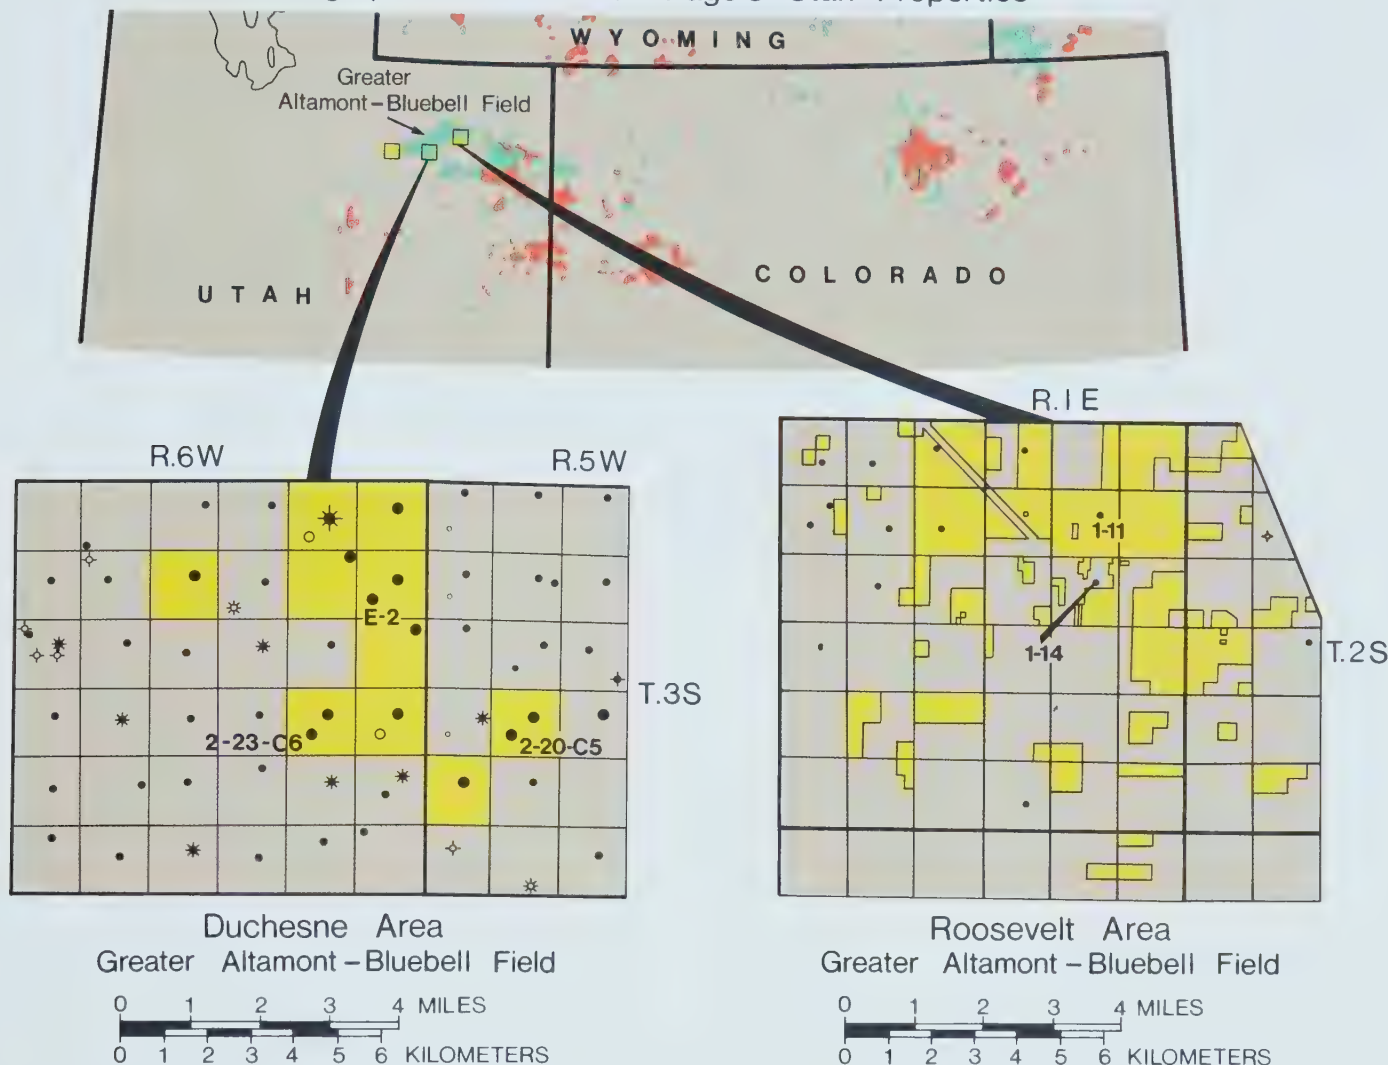 Utah Properties
WYOMING
Greater
Altamont-Bluebell Field
UTAH
COLORADO
R.1E
R.6W
R.5W
1-11
E-2
1-14
T.2S
T.3S
2-23-C6
2-20-C5
Duchesne Area
Greater Altamont-Bluebell Field
0 1 2 3 4 MILES
0 1 2 3 4 5 6 KILOMETERS
Roosevelt Area
Greater Altamont-Bluebell Field
0 1 2 3 4 MILES
0 1 2 3 4 5 6 KILOMETERS